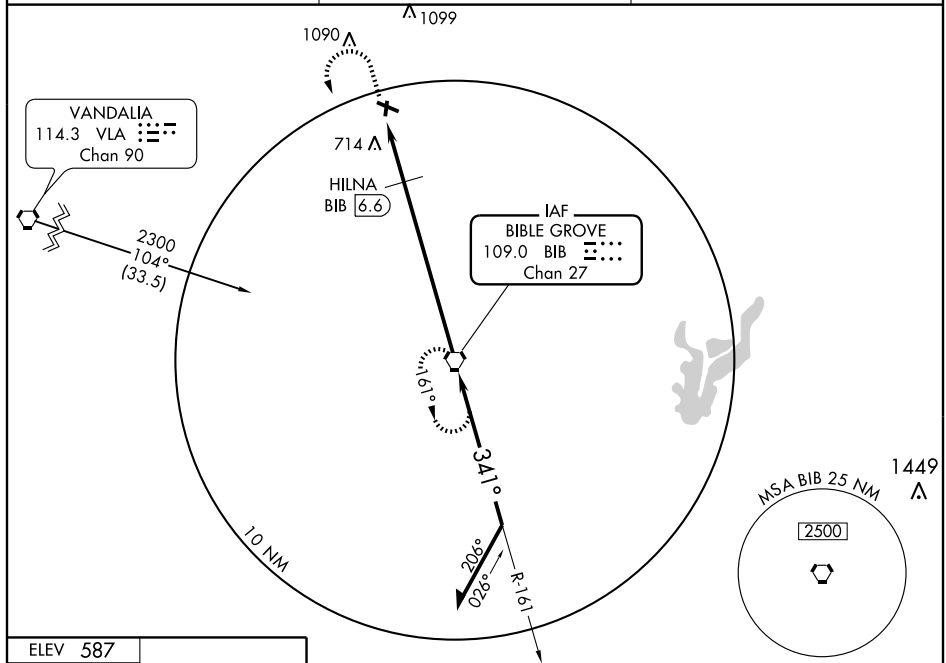 1099
1090
VANDALIA
114.3 VLA
Chan 90
714
HILNA
BIB 6.6
IAF
BIBLE GROVE
109.0 BIB
Chan 27
2300
104°
(33.5)
161°
341°
1449
MSA BIB 25 NM
2500
10 NM
206°
026°
R-161
ELEV 587